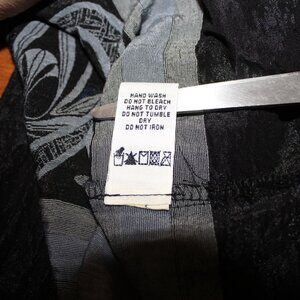 HAND WASH
DO NOT BLEACH
HANG TO DRY
DO NOT TUMBLE
DRY
DO NOT IRON